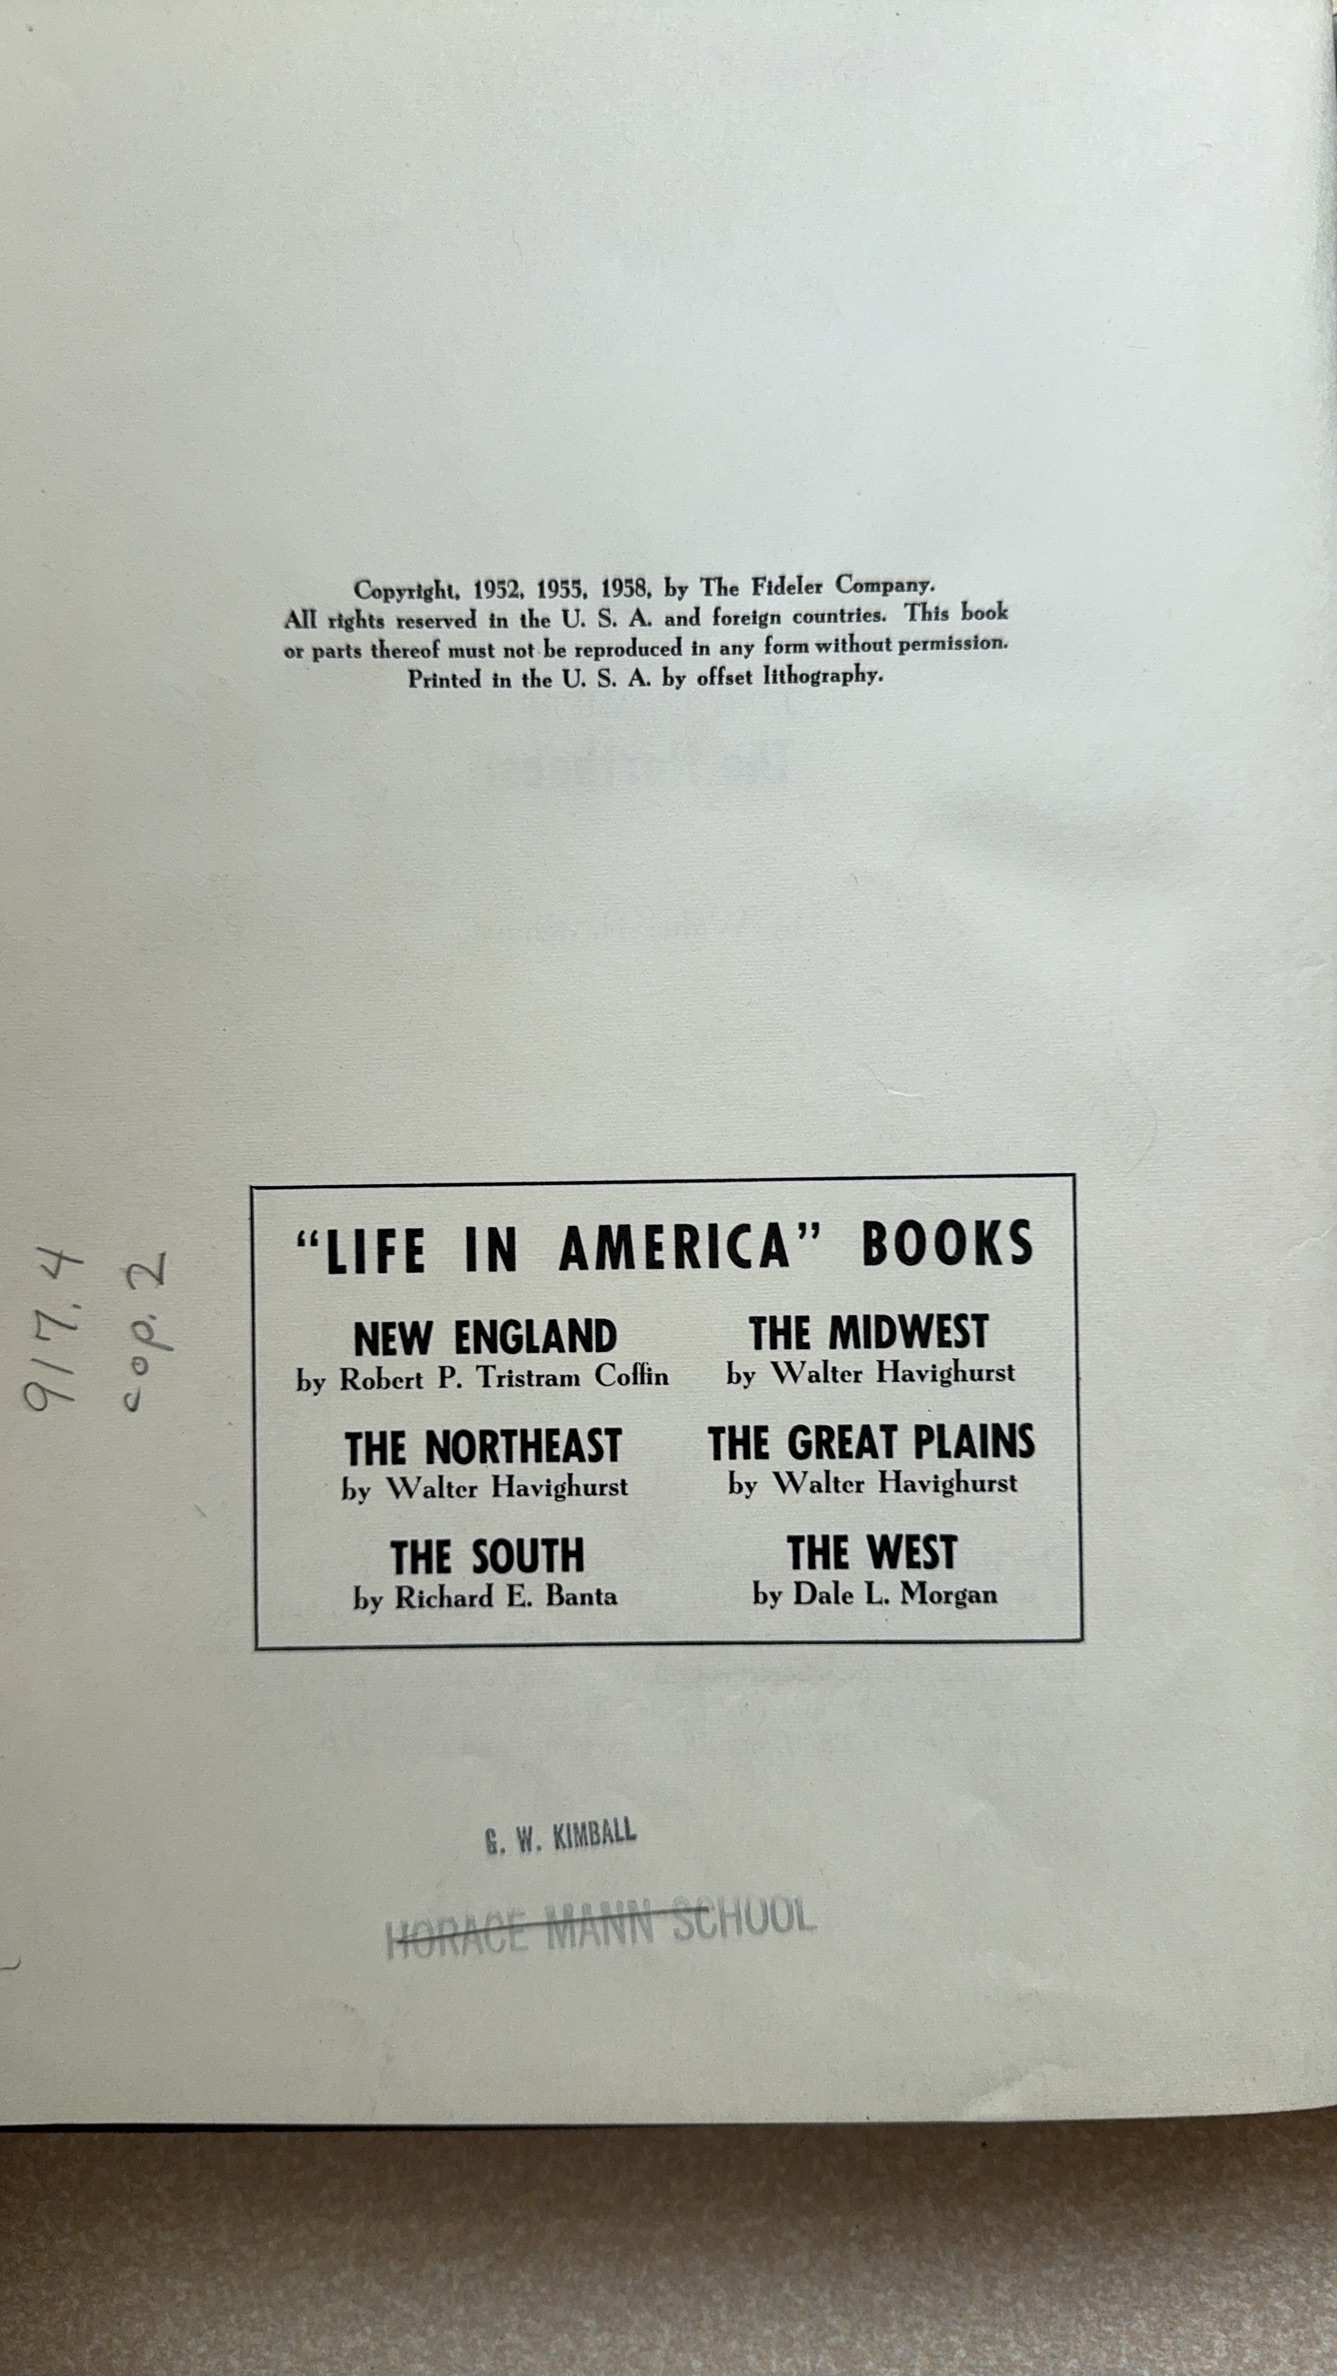 Copyright, 1952, 1955, 1958, by The Fideler Company.
All rights reserved in the U. S. A. and foreign countries. This book
or parts thereof must not be reproduced in any form without permission.
Printed in the U. S. A. by offset lithography.
917.4
cop. 2
"LIFE IN AMERICA" BOOKS
NEW ENGLAND
by Robert P. Tristram Coffin
THE MIDWEST
by Walter Havighurst
THE NORTHEAST
by Walter Havighurst
THE GREAT PLAINS
by Walter Havighurst
THE SOUTH
by Richard E. Banta
THE WEST
by Dale L. Morgan
G. W. KIMBALL
HORACE MANN SCHOOL